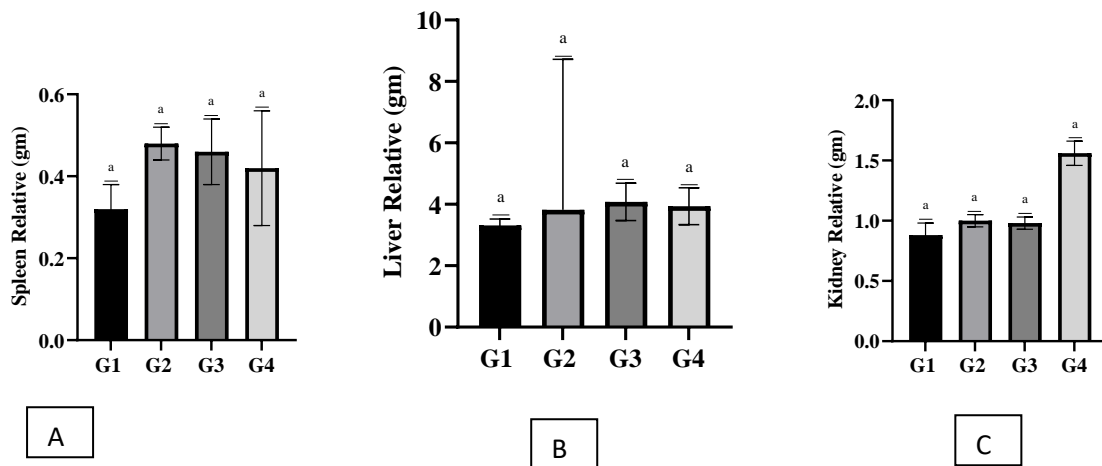 Spleen Relative (gm)
0.6
0.4
0.2
0.0
a
a
a
a
G1 G2 G3 G4
A
Liver Relative (gm)
10
8
6
4
2
0
a
a
a
a
G1 G2 G3 G4
B
Kidney Relative (gm)
2.0
1.5
1.0
0.5
0.0
a
a
a
a
G1 G2 G3 G4
C